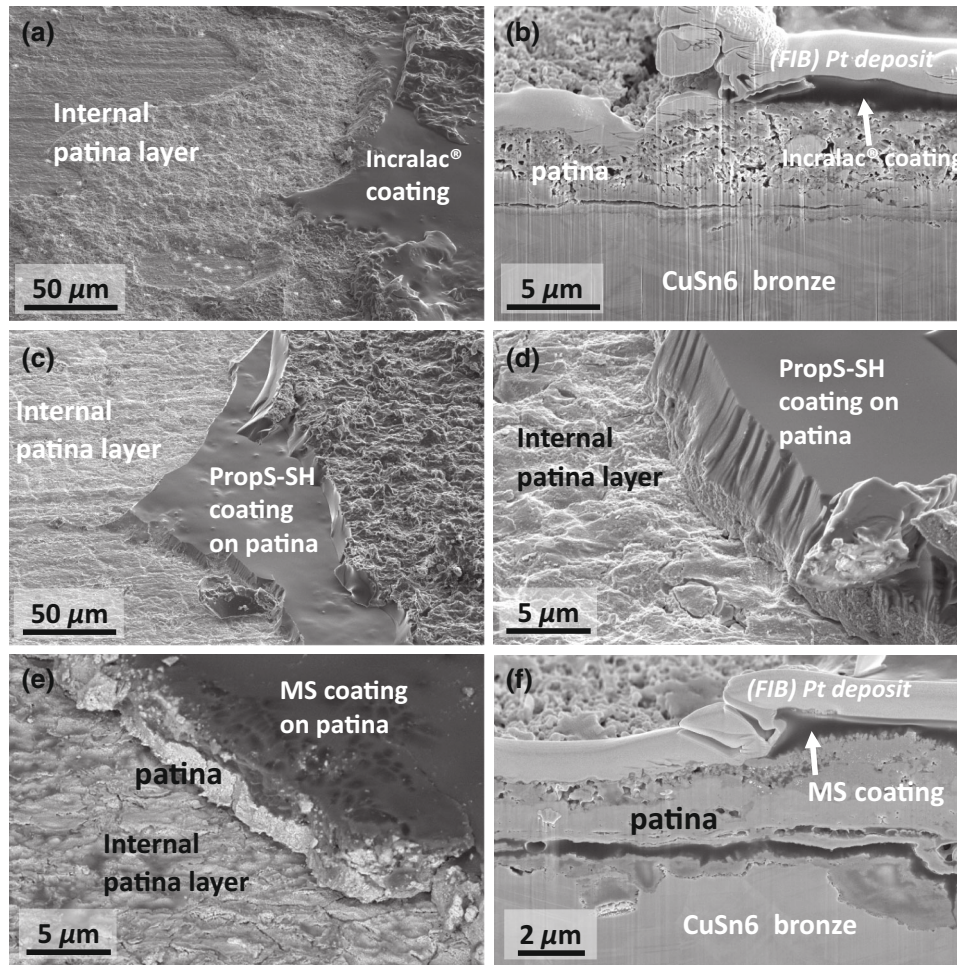 (a)
Internal
patina layer
Incralac®
coating
50 μm
(b)
(FIB) Pt deposit
Incralac® coating
patina
CuSn6 bronze
5 μm
(c)
Internal
patina layer
PropS-SH
coating
on patina
50 μm
(d)
PropS-SH
coating on
patina
Internal
patina layer
5 μm
(e)
MS coating
on patina
patina
Internal
patina layer
5 μm
(f)
(FIB) Pt deposit
MS coating
patina
CuSn6 bronze
2 μm